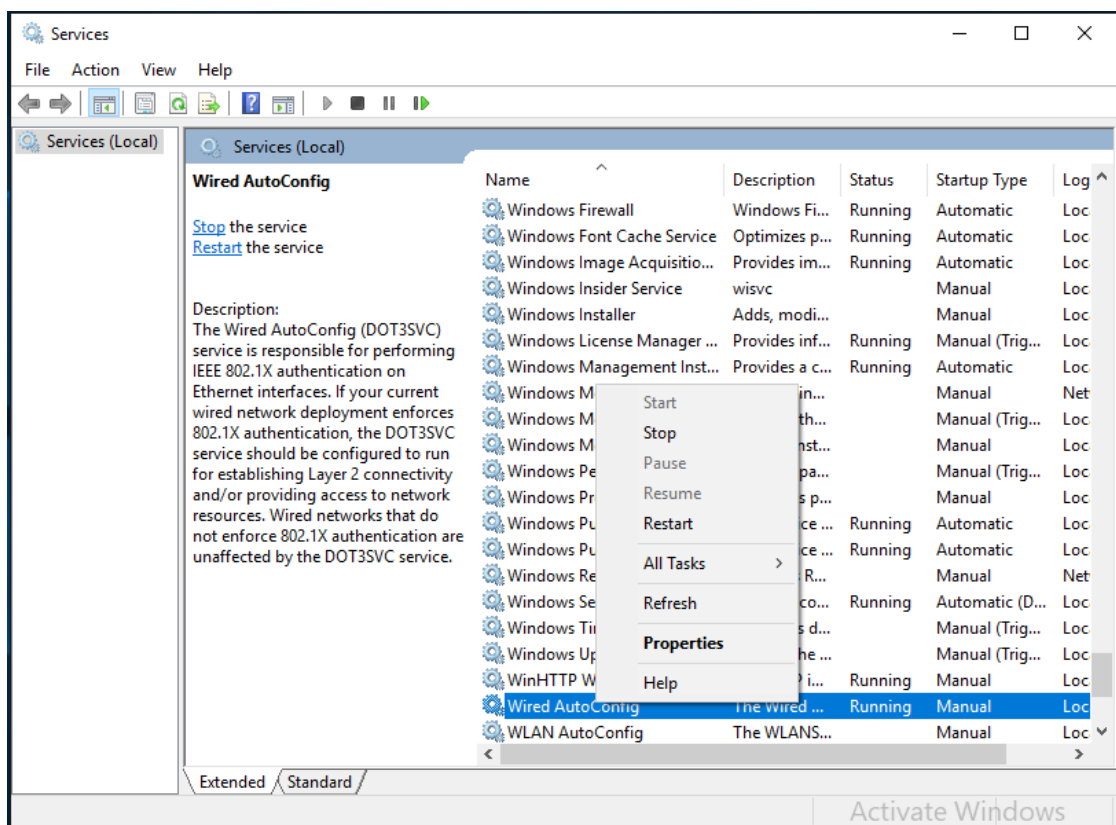 Services
File Action View Help
Services (Local)
Services (Local)
Wired AutoConfig
Stop the service
Restart the service
Description:
The Wired AutoConfig (DOT3SVC)
service is responsible for performing
IEEE 802.1X authentication on
Ethernet interfaces. If your current
wired network deployment enforces
802.1X authentication, the DOT3SVC
service should be configured to run
for establishing Layer 2 connectivity
and/or providing access to network
resources. Wired networks that do
not enforce 802.1X authentication are
unaffected by the DOT3SVC service.
Name Description Status Startup Type Log
Windows Firewall Windows Fi... Running Automatic Loc
Windows Font Cache Service Optimizes p... Running Automatic Loc
Windows Image Acquisitio... Provides im... Running Automatic Loc
Windows Insider Service wisvc Manual Loc
Windows Installer Adds, modi... Manual Loc
Windows License Manager ... Provides inf... Running Manual (Trig... Loc
Windows Management Inst... Provides a c... Running Automatic Loc
Windows M in... Manual Net
Windows M th... Manual (Trig... Loc
Windows M nst... Manual Loc
Windows Pe pa... Manual (Trig... Loc
Windows Pr s p... Manual Loc
Windows Pu ce ... Running Automatic Loc
Windows Pu ce ... Running Automatic Loc
Windows Re R... Manual Net
Windows Se co... Running Automatic (D... Loc
Windows Ti s d... Manual (Trig... Loc
Windows Up he ... Manual (Trig... Loc
WinHTTP W P i... Running Manual Loc
Wired AutoConfig The Wired ... Running Manual Loc
WLAN AutoConfig The WLANS... Manual Loc
Start
Stop
Pause
Resume
Restart
All Tasks
Refresh
Properties
Help
Extended Standard
Activate Windows